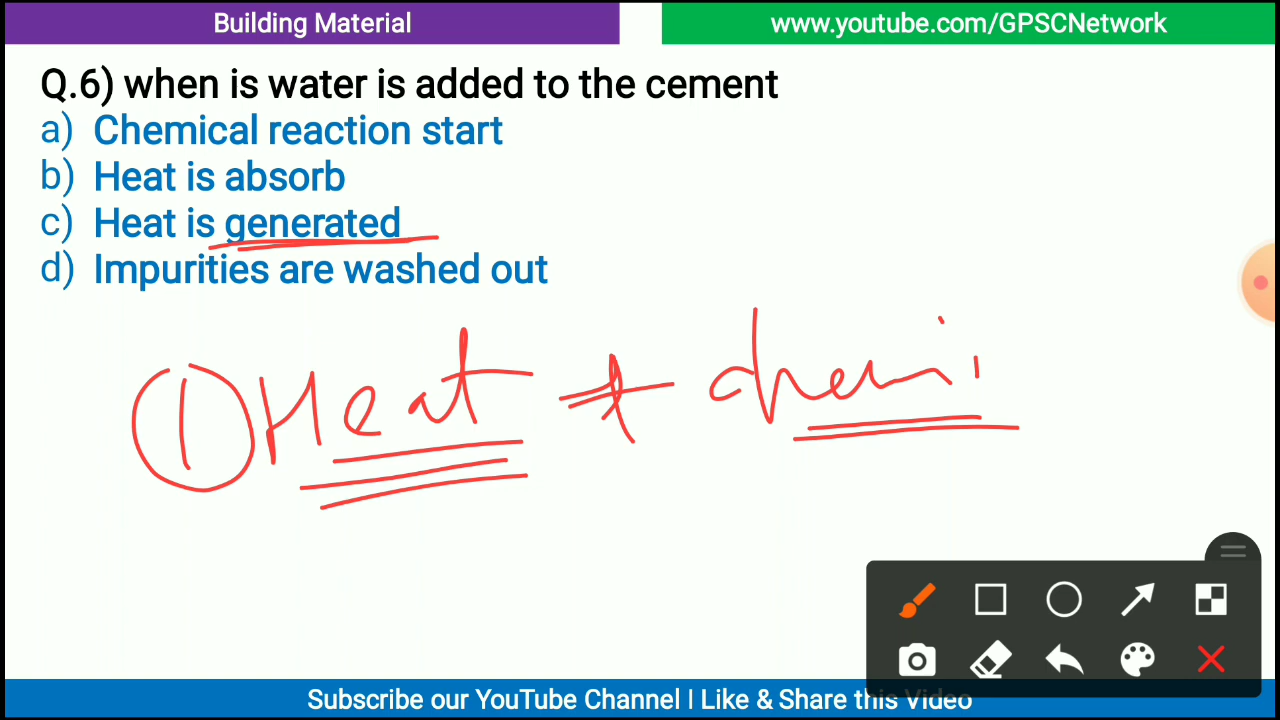 Building Material
www.youtube.com/GPSCNetwork
Q.6) when is water is added to the cement
a) Chemical reaction start
b) Heat is absorb
c) Heat is generated
d) Impurities are washed out
1 Heat + chemi
Subscribe our YouTube Channel I Like & Share this Video